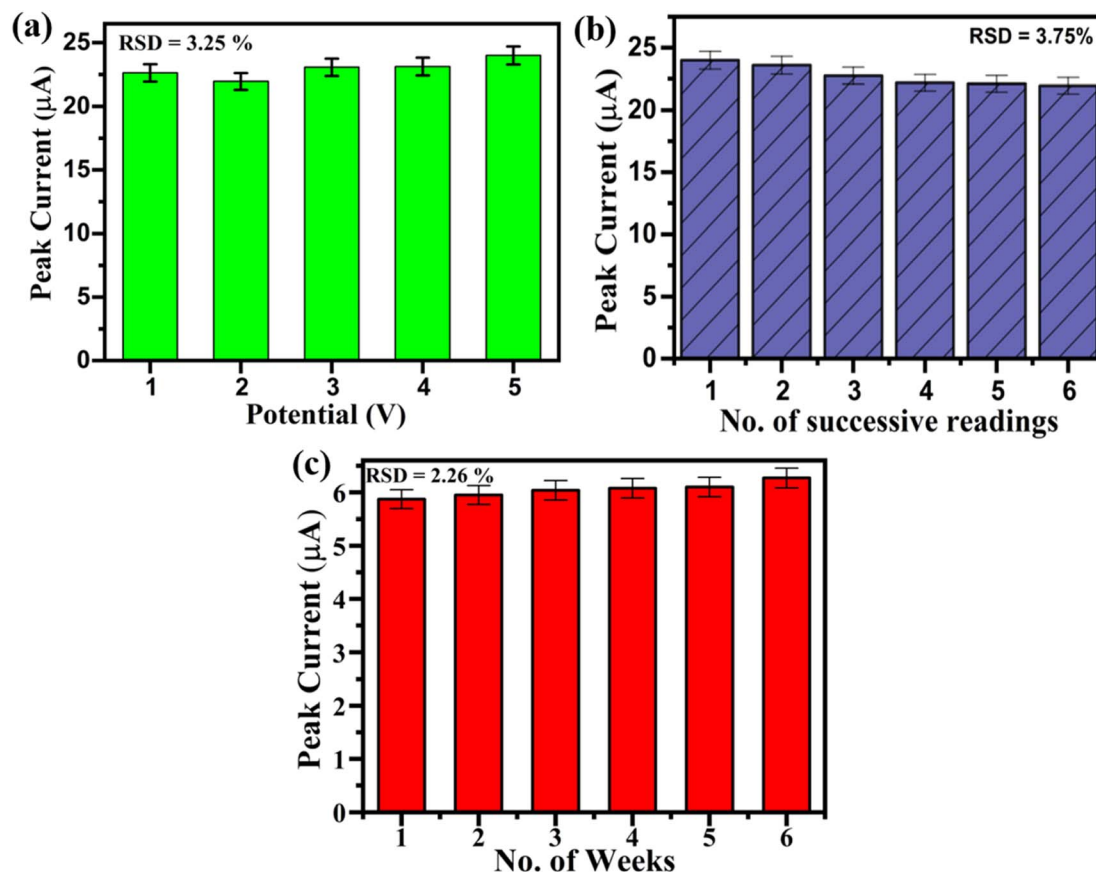 (a)
RSD = 3.25 %
25
20
15
10
5
0
Peak Current (μA)
1 2 3 4 5
Potential (V)
(b)
RSD = 3.75%
25
20
15
10
5
0
Peak Current (μA)
1 2 3 4 5 6
No. of successive readings
(c)
RSD = 2.26 %
6
5
4
3
2
1
0
Peak Current (μA)
1 2 3 4 5 6
No. of Weeks